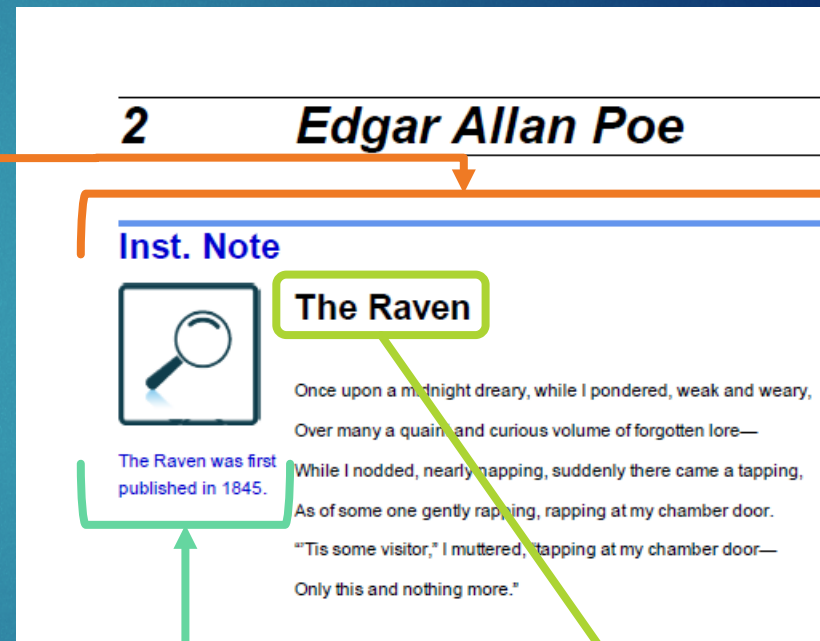 2 Edgar Allan Poe
Inst. Note
The Raven
Once upon a midnight dreary, while I pondered, weak and weary,
Over many a quaint and curious volume of forgotten lore—
The Raven was first
published in 1845.
While I nodded, nearly napping, suddenly there came a tapping,
As of some one gently rapping, rapping at my chamber door.
“'Tis some visitor,” I muttered, “tapping at my chamber door—
Only this and nothing more.”